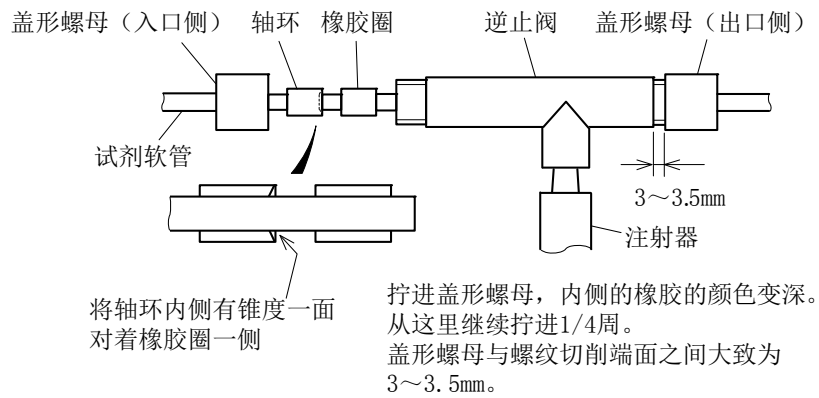 盖形螺母（入口侧）
轴环
橡胶圈
逆止阀
盖形螺母（出口侧）
试剂软管
3～3.5mm
注射器
将轴环内侧有锥度一面
对着橡胶圈一侧
拧进盖形螺母，内侧的橡胶的颜色变深。
从这里继续拧进1/4周。
盖形螺母与螺纹切削端面之间大致为
3～3.5mm。